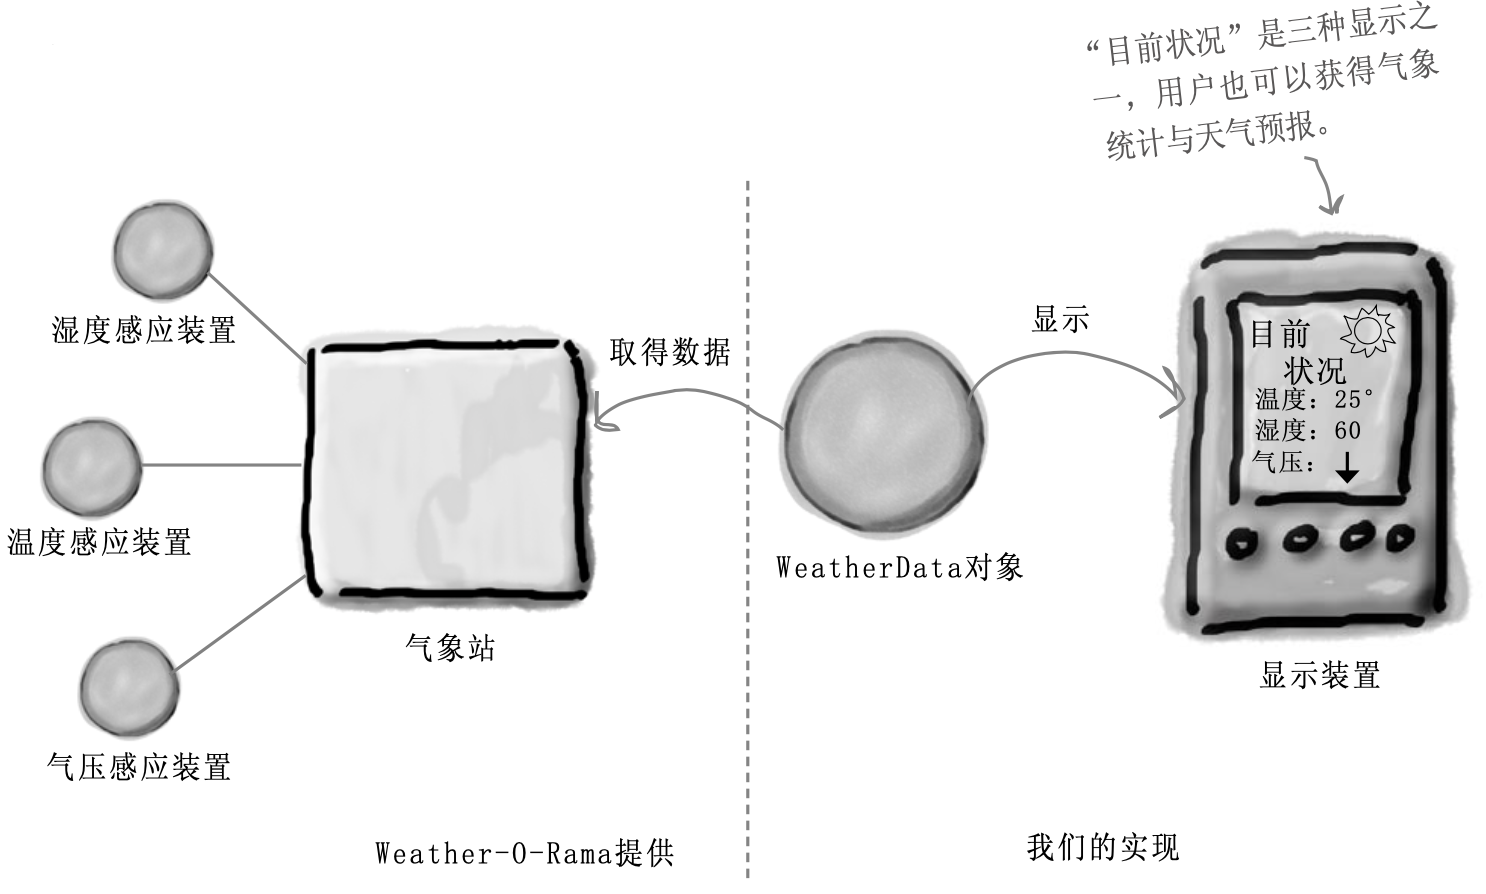 “目前状况”是三种显示之
一，用户也可以获得气象
统计与天气预报。
湿度感应装置
温度感应装置
气压感应装置
气象站
取得数据
WeatherData对象
显示
目前
状况
温度：25°
湿度：60
气压：
显示装置
Weather-O-Rama提供
我们的实现